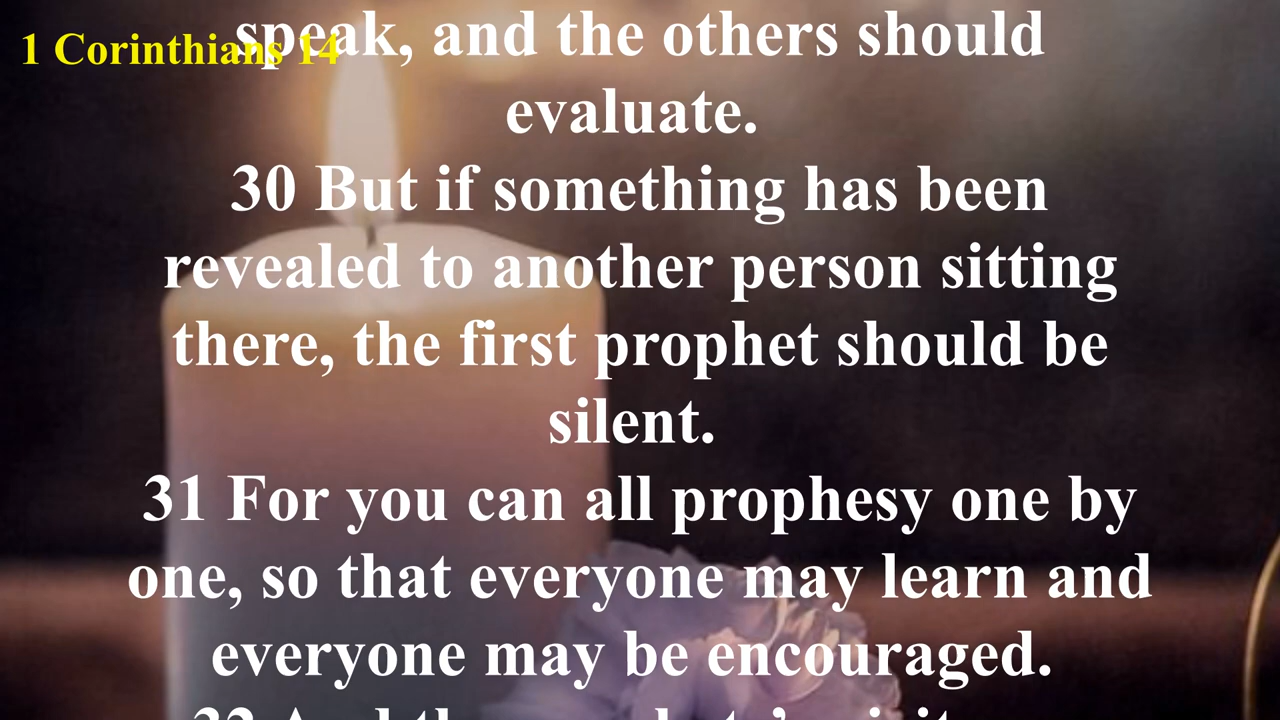 1 Corinthians 14
speak, and the others should
evaluate.
30 But if something has been
revealed to another person sitting
there, the first prophet should be
silent.
31 For you can all prophesy one by
one, so that everyone may learn and
everyone may be encouraged.